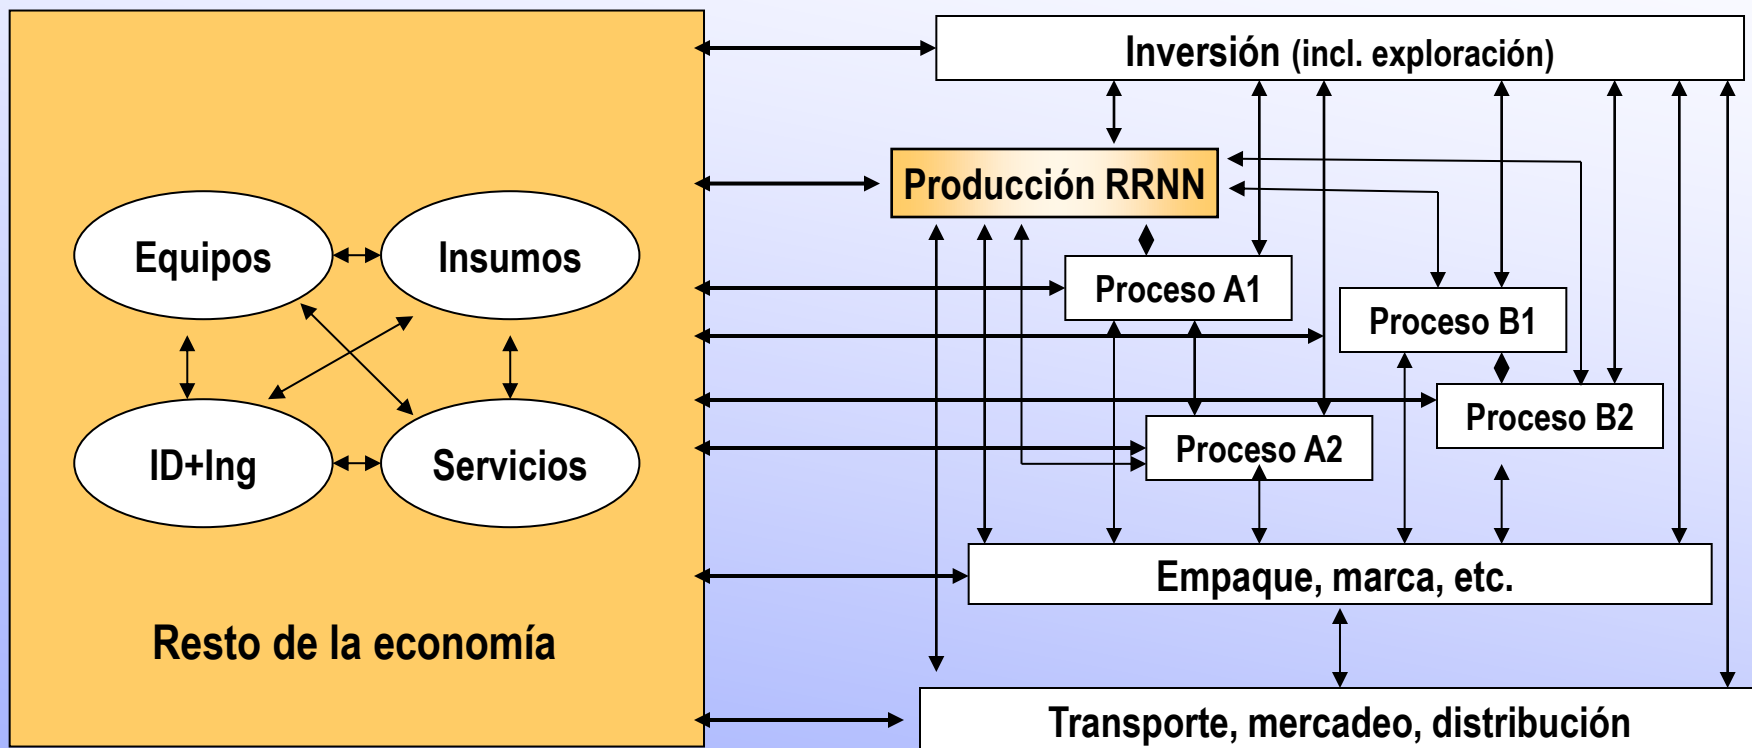 Inversión (incl. exploración)
Producción RRNN
Equipos
Insumos
Proceso A1
Proceso B1
ID+Ing
Servicios
Proceso A2
Proceso B2
Empaque, marca, etc.
Resto de la economía
Transporte, mercadeo, distribución